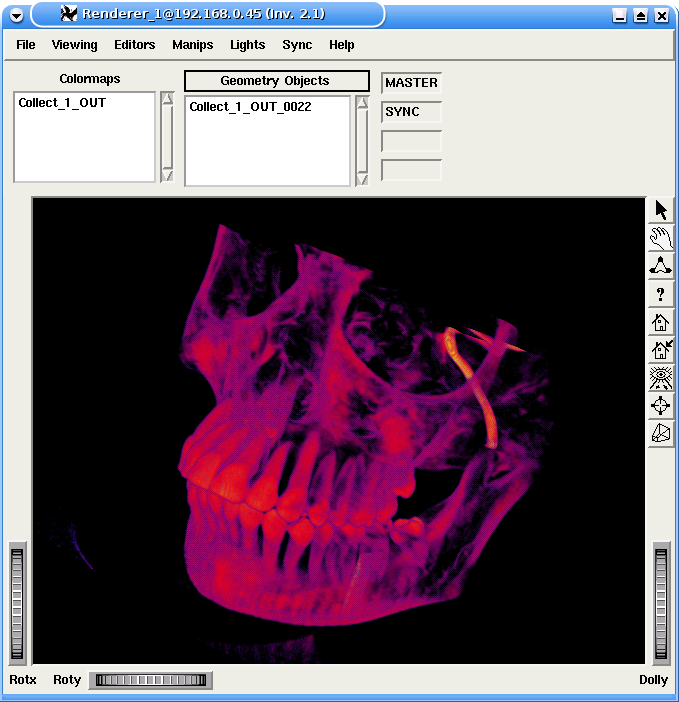 Renderer_1@192.168.0.45 (Inv. 2.1)
File Viewing Editors Manips Lights Sync Help
Colormaps
Collect_1_OUT
Geometry Objects
Collect_1_OUT_0022
MASTER
SYNC
?
Rotx Roty Dolly